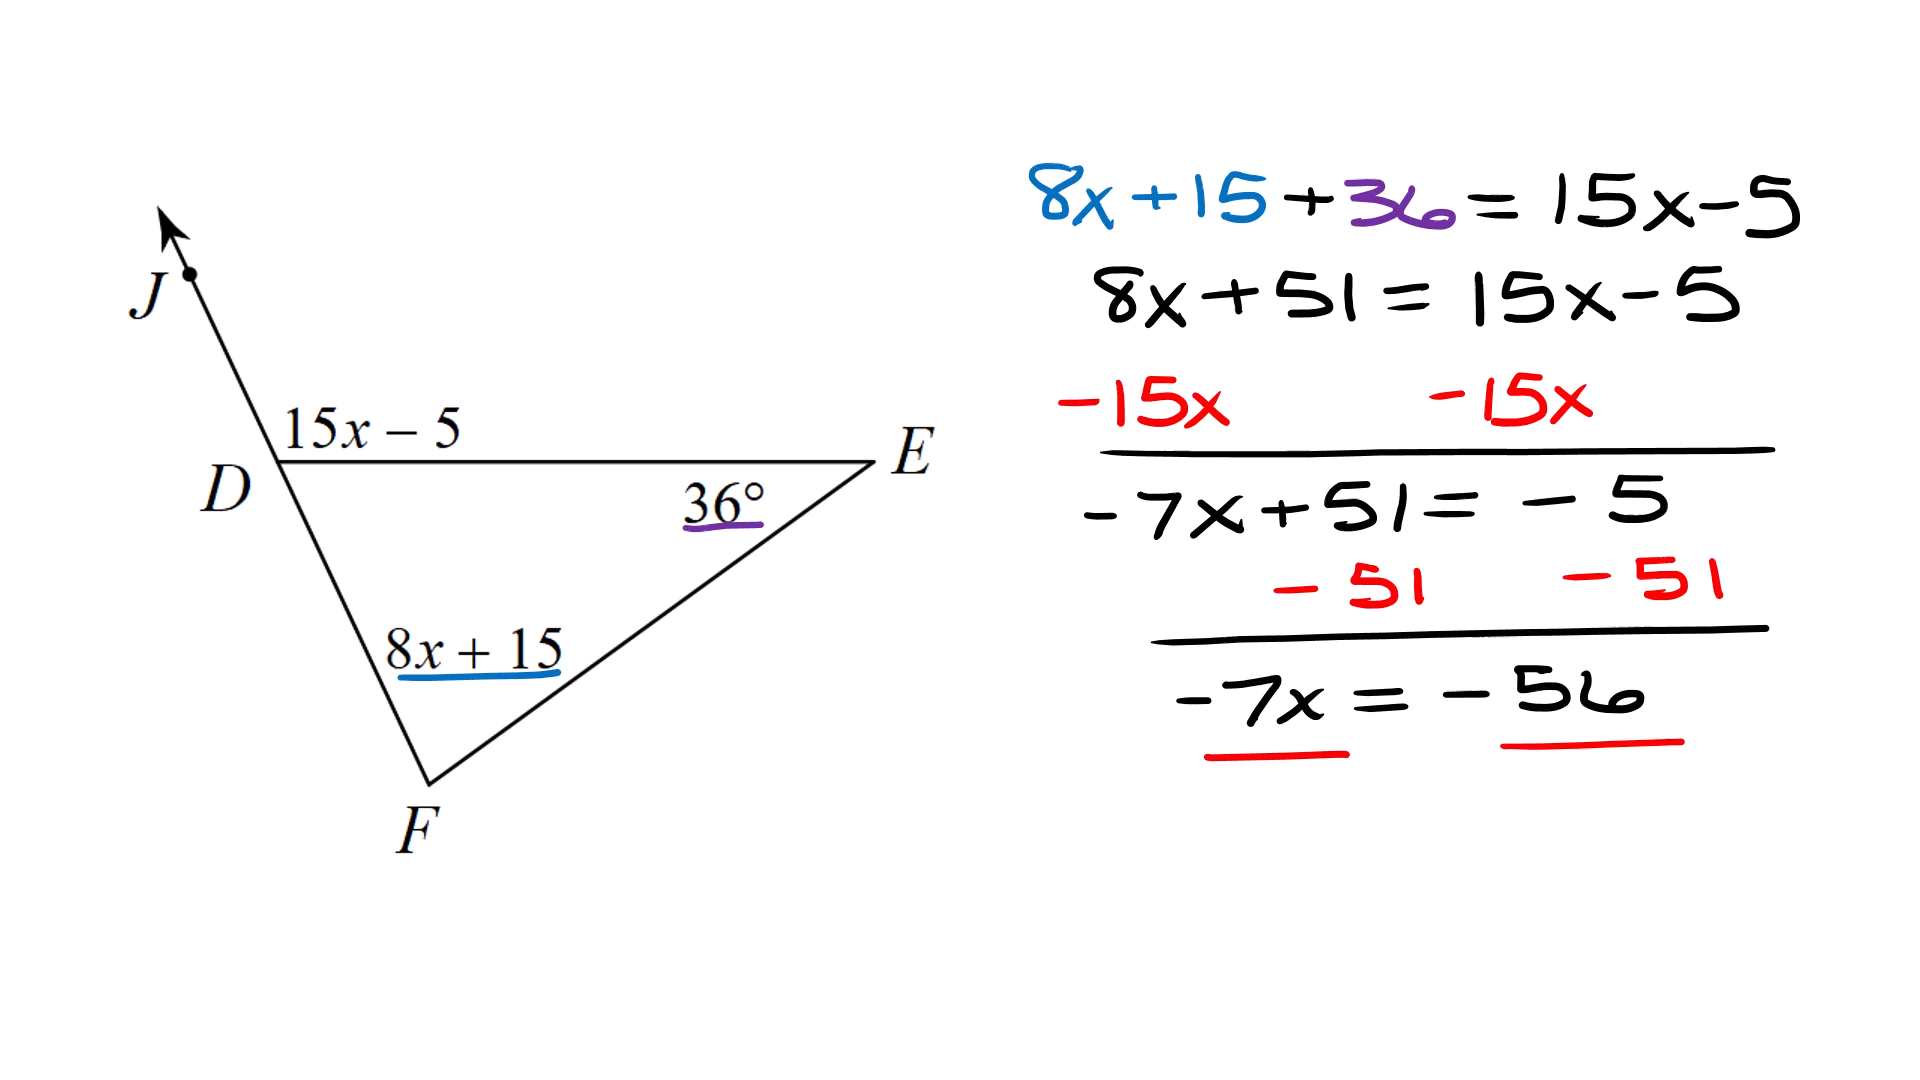 J
15x – 5
D
E
36°
8x + 15
F
8x + 15 + 36 = 15x - 5
8x + 51 = 15x - 5
-15x -15x
-7x + 51 = -5
-51 -51
-7x = -56